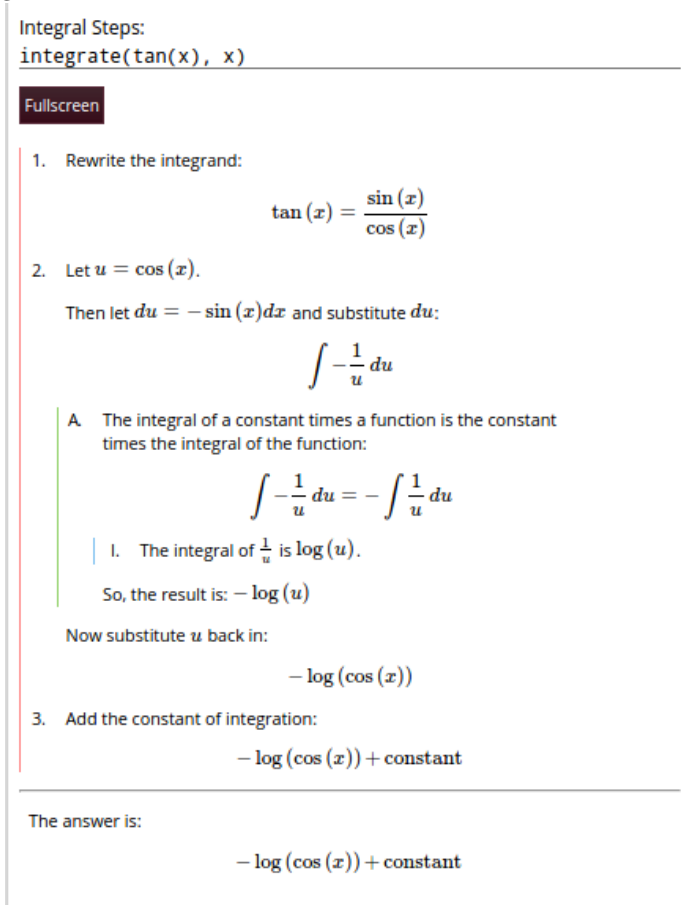 Integral Steps:
integrate(tan(x), x)
Fullscreen
1. Rewrite the integrand:
tan (x) = sin (x) / cos (x)
2. Let u = cos (x).
Then let du = − sin (x)dx and substitute du:
∫ −1/u du
A. The integral of a constant times a function is the constant
times the integral of the function:
∫ −1/u du = − ∫ 1/u du
I. The integral of 1/u is log (u).
So, the result is: − log (u)
Now substitute u back in:
− log (cos (x))
3. Add the constant of integration:
− log (cos (x)) + constant
The answer is:
− log (cos (x)) + constant